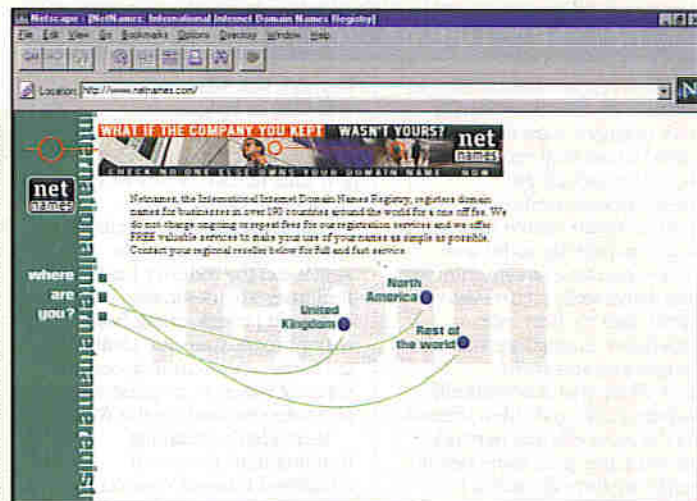 Netscape - [NetNames: International Internet Domain Names Registry]
File Edit View Go Bookmarks Options Directory Window Help
Location: http://www.netnames.com/
N
WHAT IF THE COMPANY YOU KEPT WASN'T YOURS?
net names
CHECK NO ONE ELSE OWNS YOUR DOMAIN NAME NOW
net
names
Netnames, the International Internet Domain Names Registry, registers domain
names for businesses in over 190 countries around the world for a one off fee. We
do not charge ongoing or repeat fees for our registration services and we offer
FREE valuable services to make your use of your names as simple as possible.
Contact your regional reseller below for full and fast service.
where
are
you?
North
America
United
Kingdom
Rest of
the world